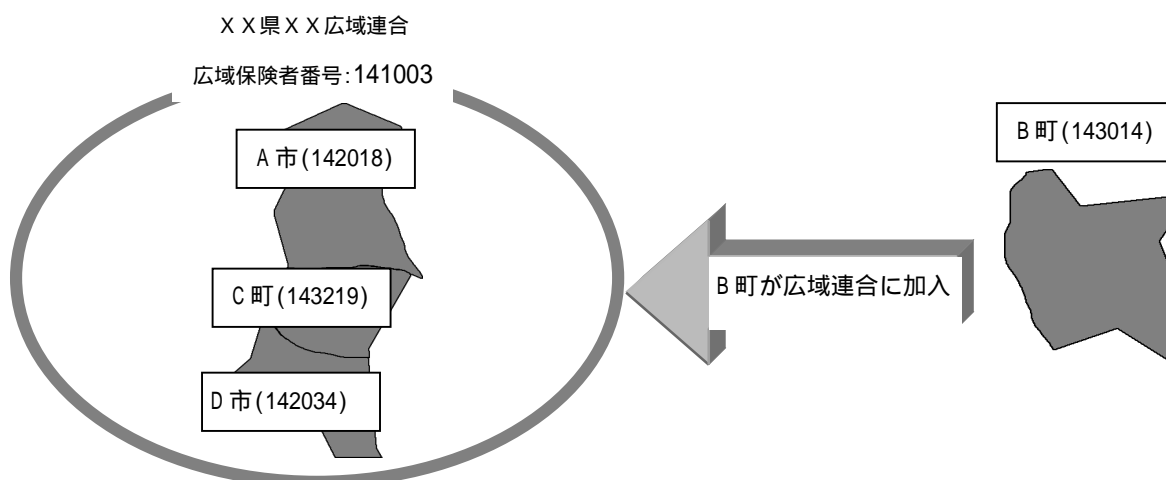 ＸＸ県ＸＸ広域連合
広域保険者番号:141003
Ａ市(142018)
Ｃ町(143219)
Ｄ市(142034)
Ｂ町が広域連合に加入
Ｂ町(143014)